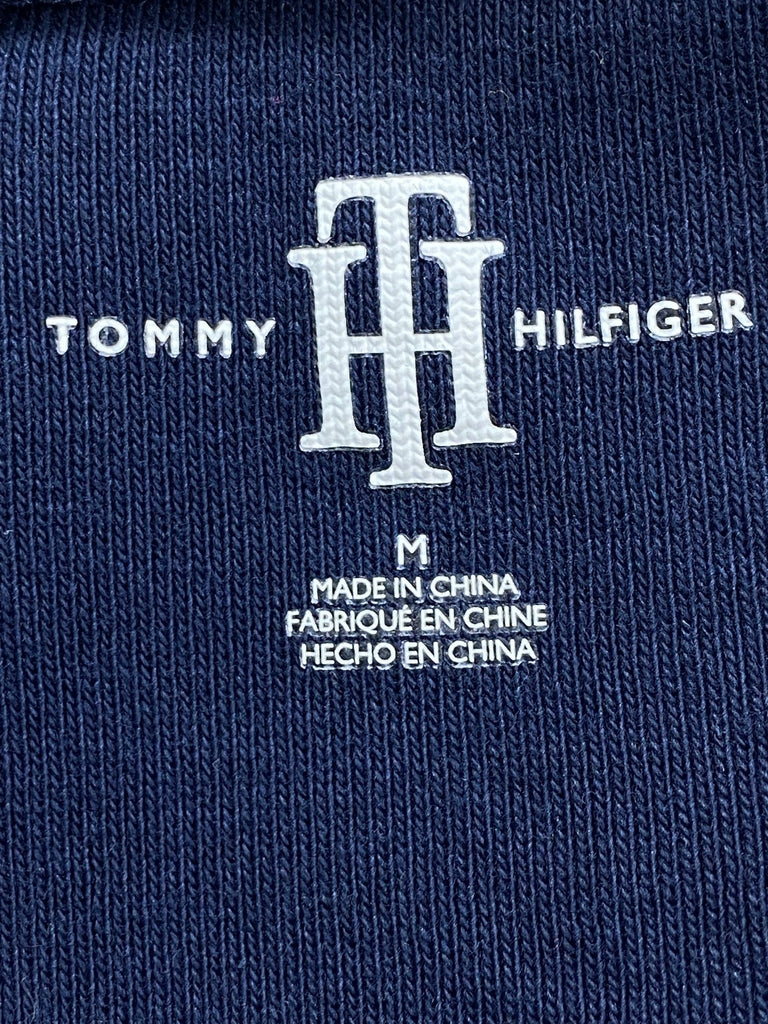 TH
TOMMY HILFIGER
M
MADE IN CHINA
FABRIQUÉ EN CHINE
HECHO EN CHINA